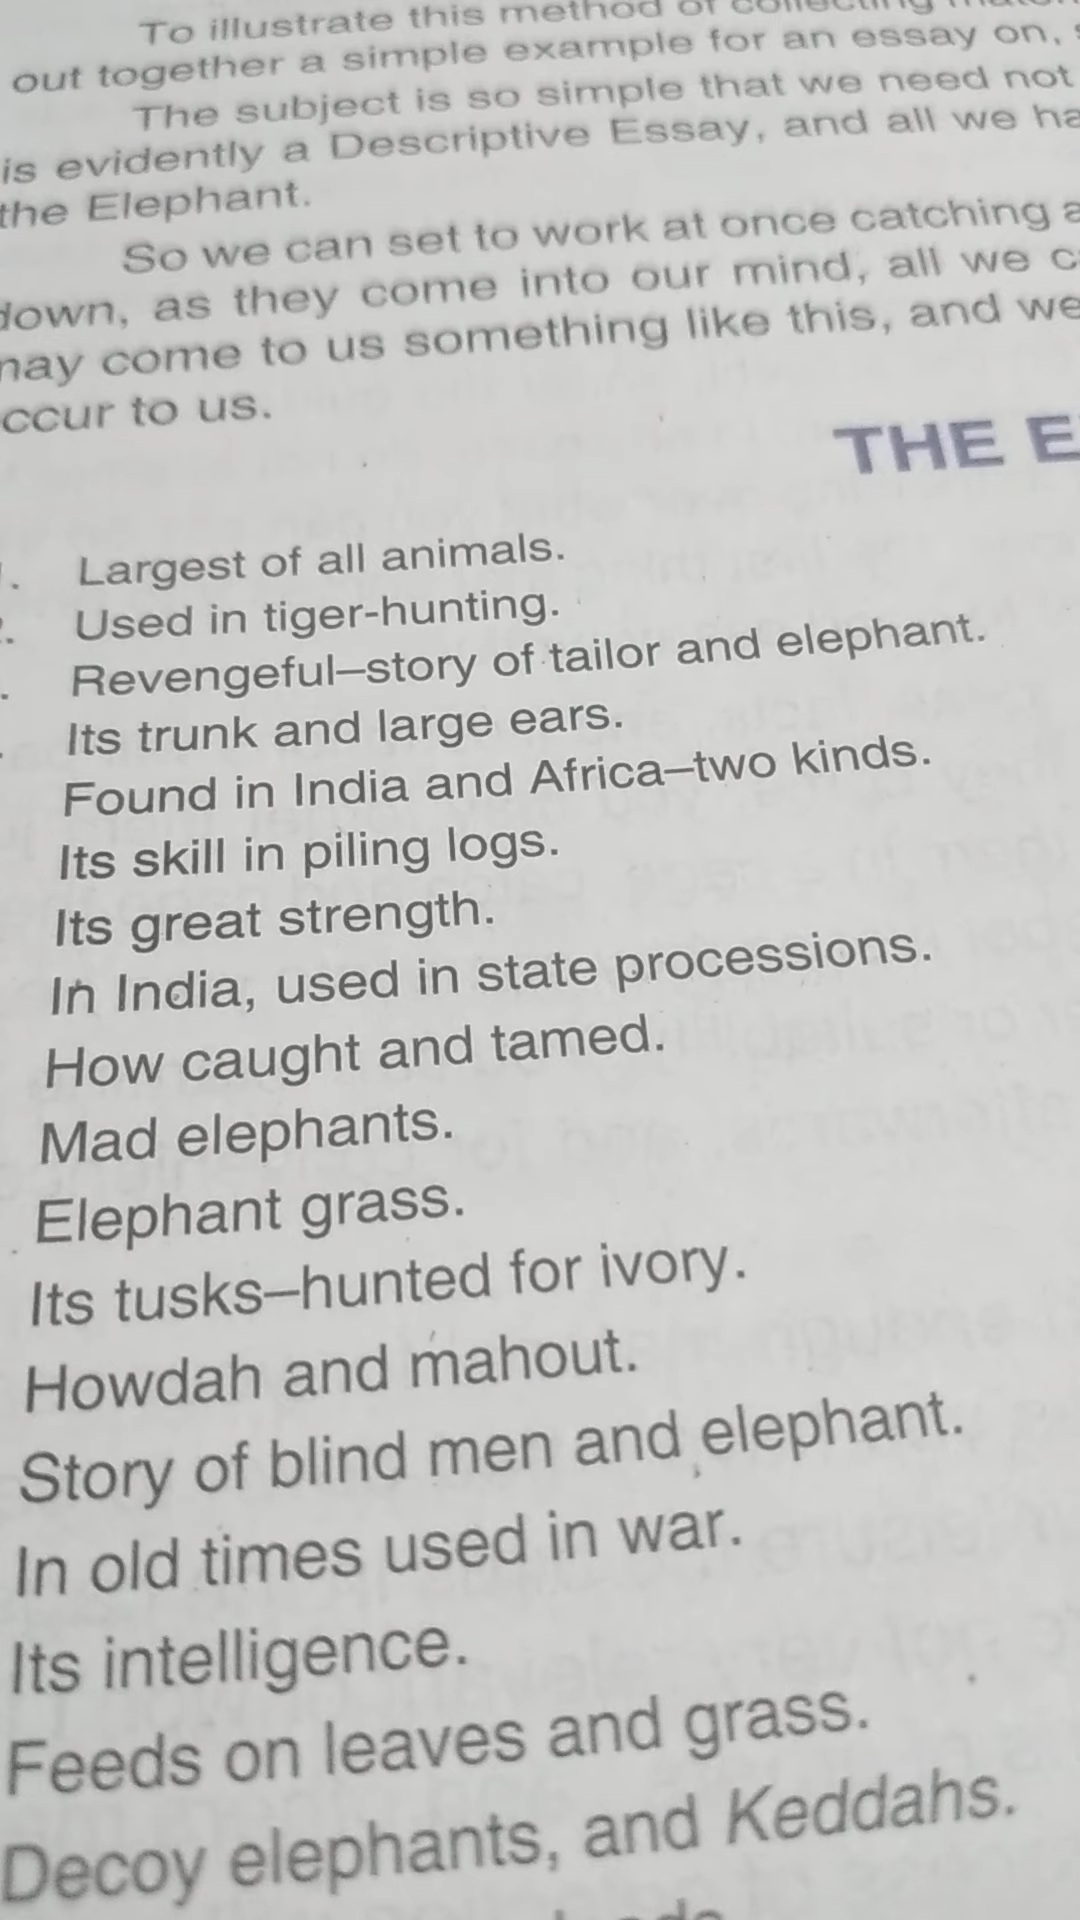 To illustrate this method of collecting
out together a simple example for an essay on,
The subject is so simple that we need not
is evidently a Descriptive Essay, and all we
the Elephant.
So we can set to work at once catching
down, as they come into our mind, all we
may come to us something like this, and we
ccur to us.
THE E
Largest of all animals.
Used in tiger-hunting.
Revengeful–story of tailor and elephant.
Its trunk and large ears.
Found in India and Africa–two kinds.
Its skill in piling logs.
Its great strength.
In India, used in state processions.
How caught and tamed.
Mad elephants.
Elephant grass.
Its tusks–hunted for ivory.
Howdah and mahout.
Story of blind men and elephant.
In old times used in war.
Its intelligence.
Feeds on leaves and grass.
Decoy elephants, and Keddahs.